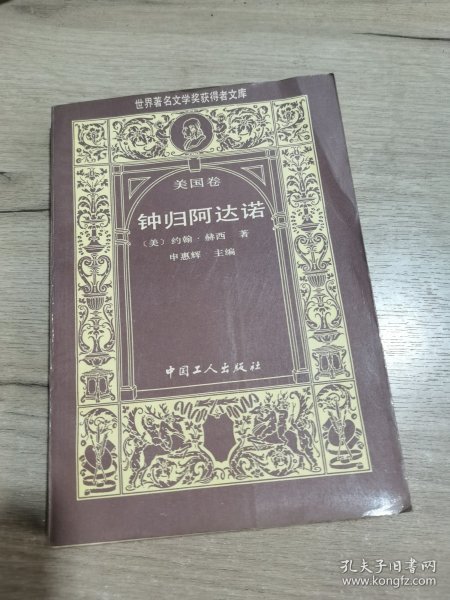 世界著名文学奖获得者文库
美国卷
钟归阿达诺
（美）约翰·赫西 著
申惠辉 主编
中国工人出版社
孔夫子旧书网
www.kongfz.com